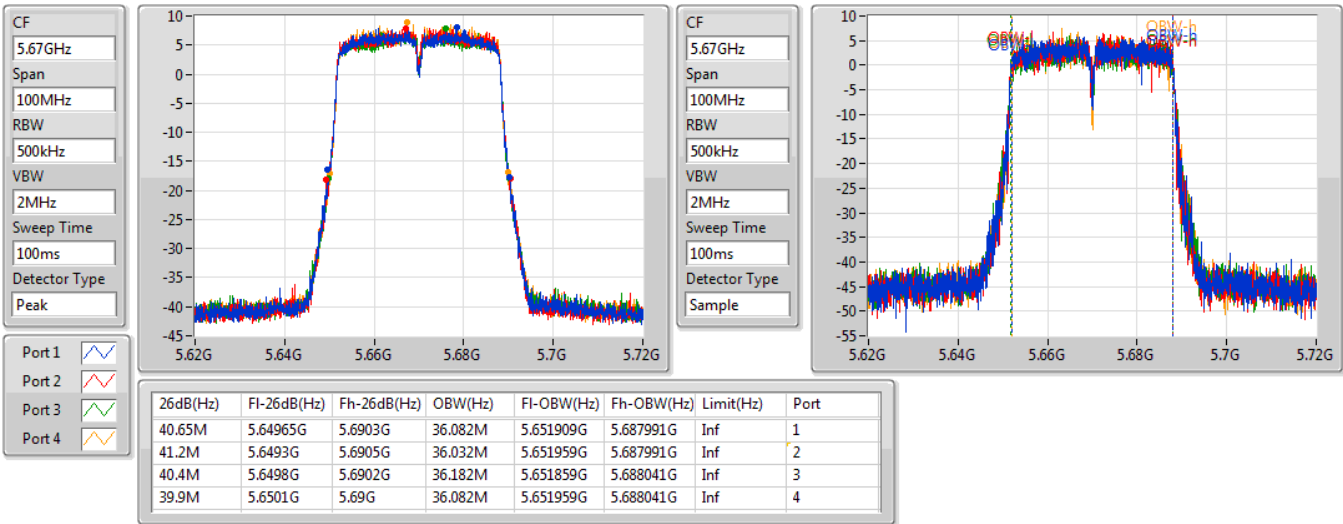 CF
5.67GHz
Span
100MHz
RBW
500kHz
VBW
2MHz
Sweep Time
100ms
Detector Type
Peak
10
5
0
-5
-10
-15
-20
-25
-30
-35
-40
-45
5.62G 5.64G 5.66G 5.68G 5.7G 5.72G
CF
5.67GHz
Span
100MHz
RBW
500kHz
VBW
2MHz
Sweep Time
100ms
Detector Type
Sample
10
5
0
-5
-10
-15
-20
-25
-30
-35
-40
-45
-50
-55
OBW-h
OBW-h
5.62G 5.64G 5.66G 5.68G 5.7G 5.72G
Port 1
Port 2
Port 3
Port 4
26dB(Hz) Fl-26dB(Hz) Fh-26dB(Hz) OBW(Hz) Fl-OBW(Hz) Fh-OBW(Hz) Limit(Hz) Port
40.65M 5.64965G 5.6903G 36.082M 5.651909G 5.687991G Inf 1
41.2M 5.6493G 5.6905G 36.032M 5.651959G 5.687991G Inf 2
40.4M 5.6498G 5.6902G 36.182M 5.651859G 5.688041G Inf 3
39.9M 5.6501G 5.69G 36.082M 5.651959G 5.688041G Inf 4